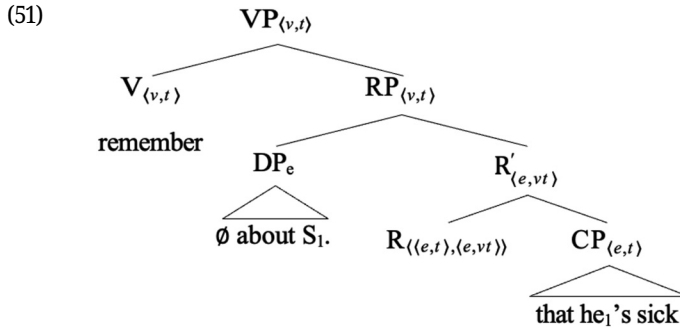 (51)
VP⟨v,t⟩
V⟨v,t⟩ RP⟨v,t⟩
remember
DPe R′⟨e,vt⟩
∅ about S1. R⟨⟨e,t⟩,⟨e,vt⟩⟩ CP⟨e,t⟩
that he1's sick